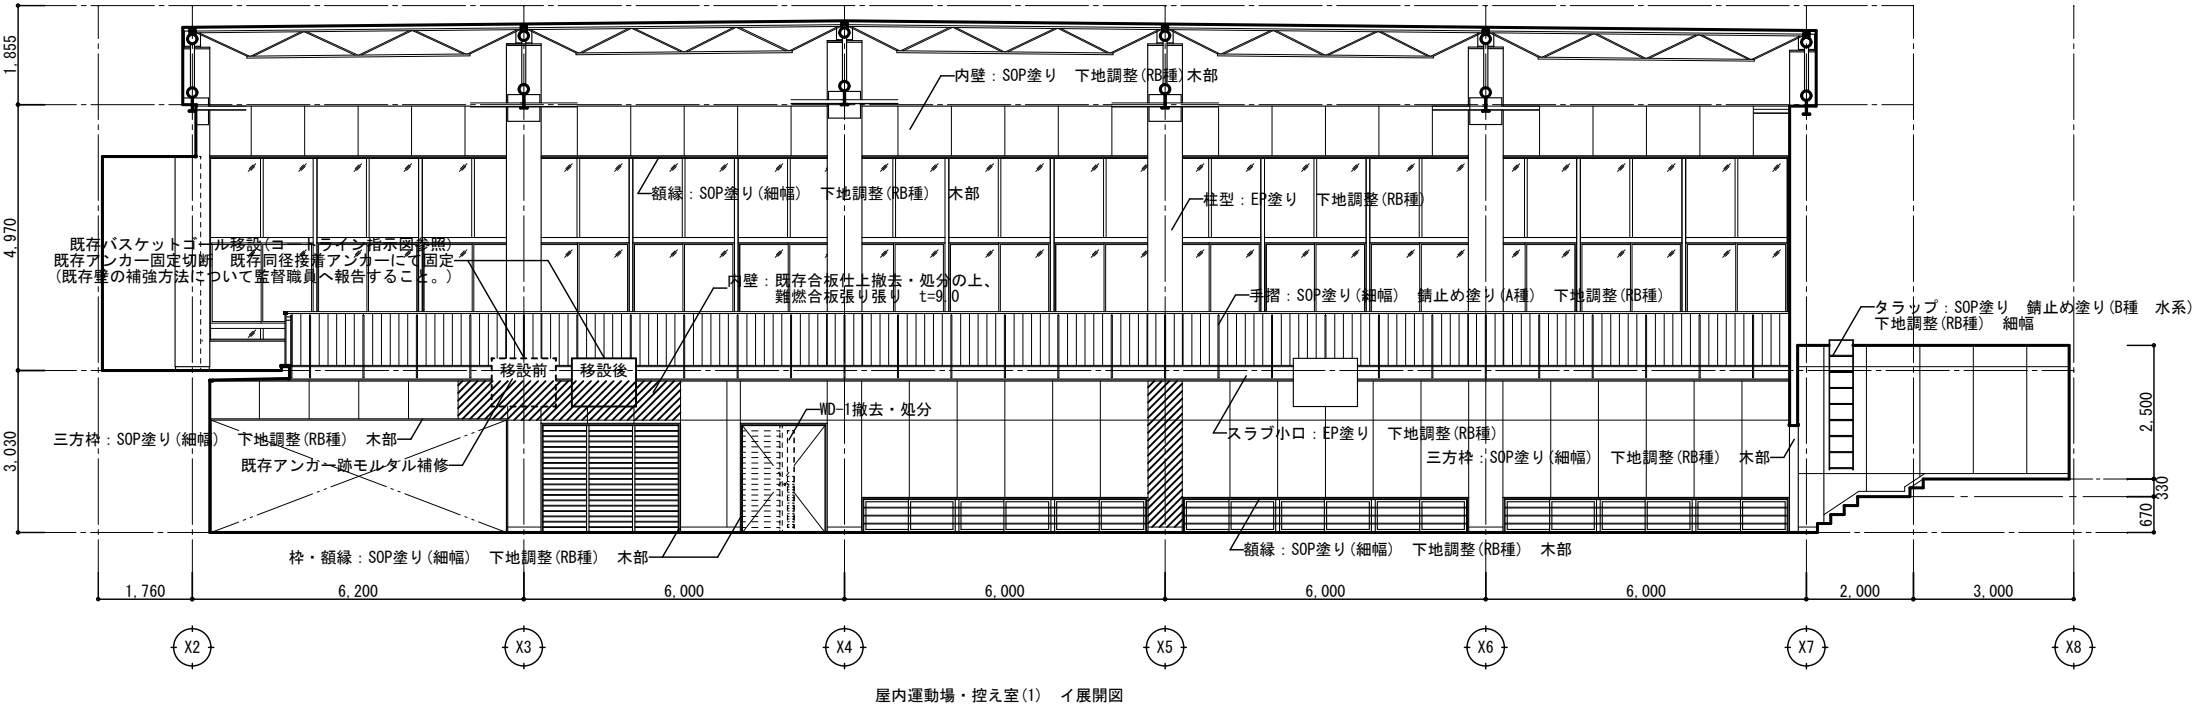 1,855
4,970
3,030
内壁：SOP塗り　下地調整(RB種)木部
額縁：SOP塗り(細幅)　下地調整(RB種)　木部
柱型：EP塗り　下地調整(RB種)
既存バスケットゴール移設(コートライン指示図参照)
既存アンカー固定切断　既存同径接着アンカーにて固定
(既存壁の補強方法について監督職員へ報告すること。)
内壁：既存合板仕上撤去・処分の上、
難燃合板張り張り　t=9.0
手摺：SOP塗り(細幅)　錆止め塗り(A種)　下地調整(RB種)
タラップ：SOP塗り　錆止め塗り(B種　水系)
下地調整(RB種)　細幅
移設前
移設後
WD-1撤去・処分
三方枠：SOP塗り(細幅)　下地調整(RB種)　木部
既存アンカー跡モルタル補修
スラブ小口：EP塗り　下地調整(RB種)
三方枠：SOP塗り(細幅)　下地調整(RB種)　木部
枠・額縁：SOP塗り(細幅)　下地調整(RB種)　木部
額縁：SOP塗り(細幅)　下地調整(RB種)　木部
2,500
330
670
1,760
6,200
6,000
6,000
6,000
6,000
2,000
3,000
X2
X3
X4
X5
X6
X7
X8
屋内運動場・控え室(1)　イ展開図